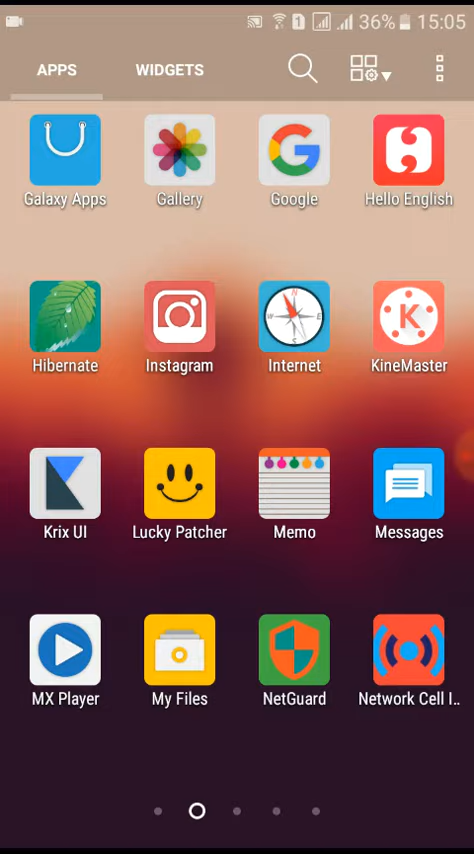 1 36% 15:05
APPS WIDGETS
Galaxy Apps Gallery Google Hello English
Hibernate Instagram Internet KineMaster
Krix UI Lucky Patcher Memo Messages
MX Player My Files NetGuard Network Cell I..